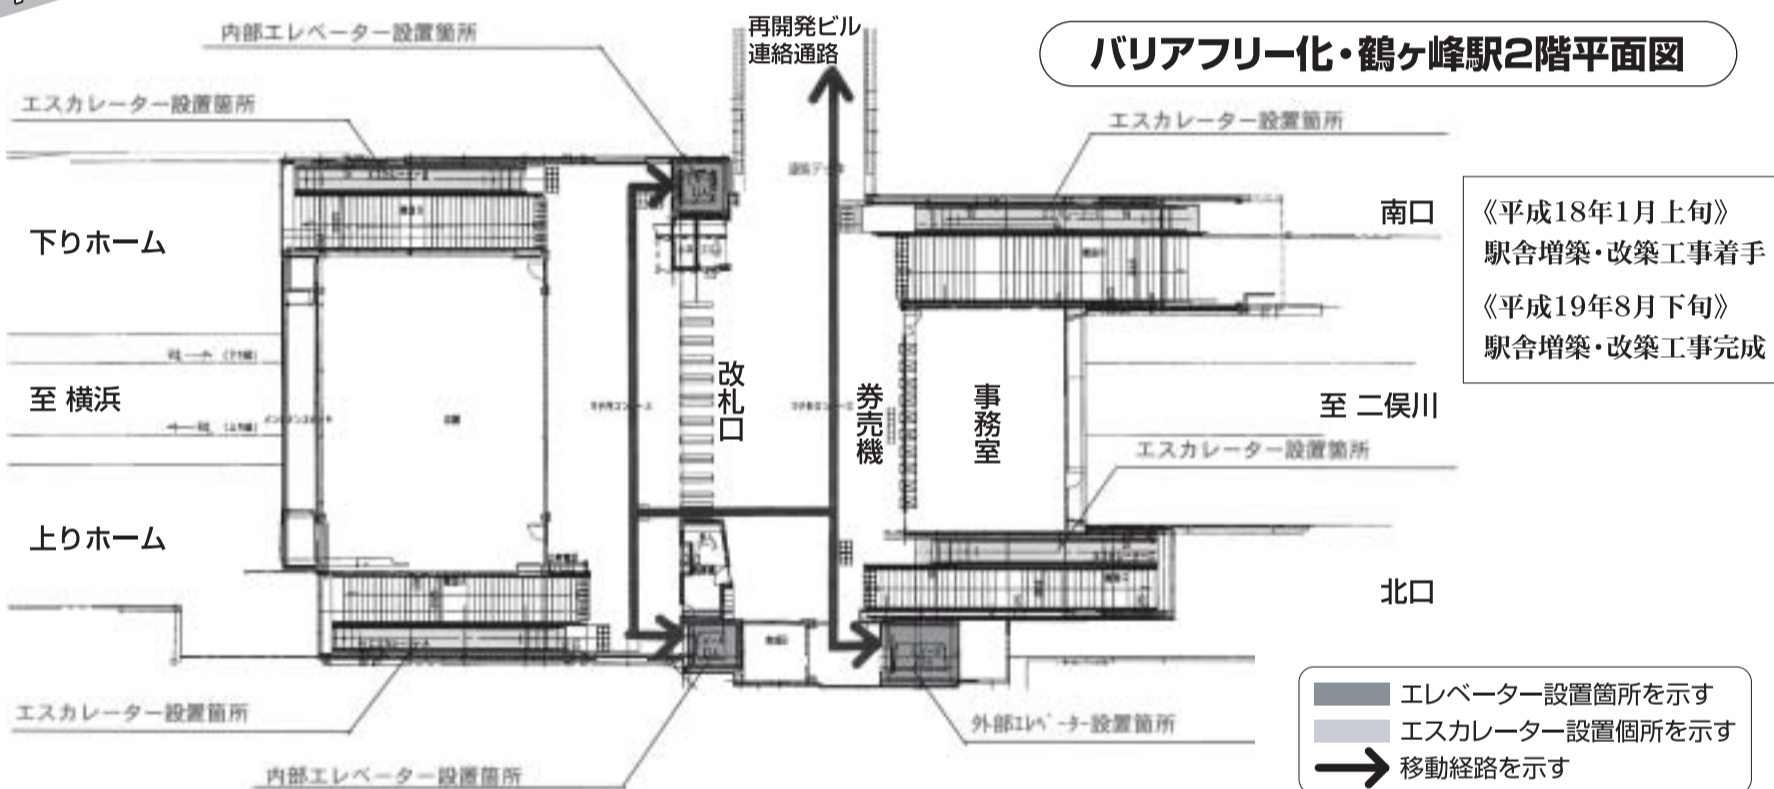 バリアフリー化・鶴ヶ峰駅2階平面図
内部エレベーター設置箇所
再開発ビル
連絡通路
エスカレーター設置箇所
エスカレーター設置箇所
下りホーム
南口
《平成18年1月上旬》
駅舎増築・改築工事着手
《平成19年8月下旬》
駅舎増築・改築工事完成
至 横浜
改札口
券売機
事務室
至 二俣川
エスカレーター設置箇所
上りホーム
北口
エスカレーター設置箇所
内部エレベーター設置箇所
外部エレベーター設置箇所
エレベーター設置箇所を示す
エスカレーター設置個所を示す
移動経路を示す